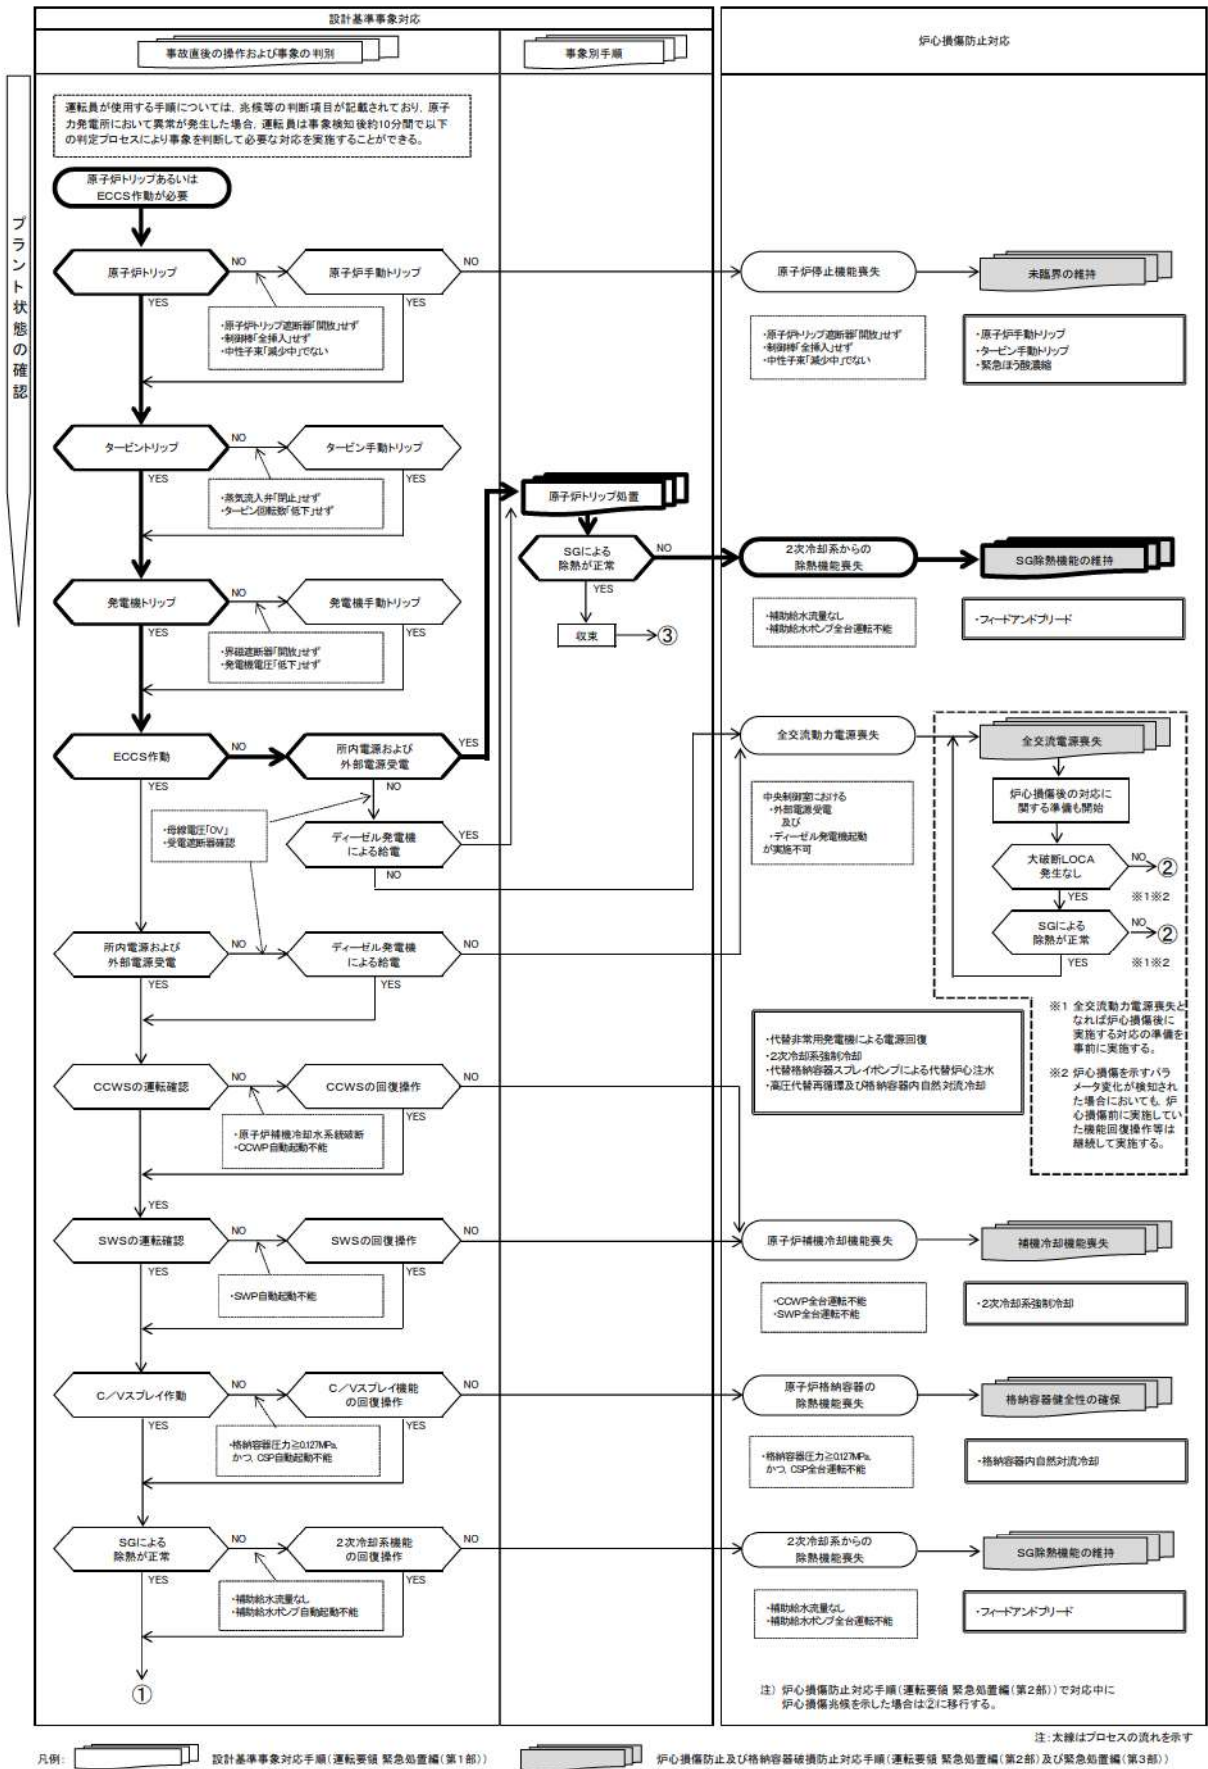 設計基準事象対応
事故直後の操作および事象の判別
事象別手順
炉心損傷防止対応
プラント状態の確認
運転員が使用する手順については、兆候等の判断項目が記載されており、原子
力発電所において異常が発生した場合、運転員は事象検知後約10分間で以下
の判定プロセスにより事象を判断して必要な対応を実施することができる。
原子炉トリップあるいは
ECCS作動が必要
原子炉トリップ
NO
原子炉手動トリップ
NO
原子炉停止機能喪失
未臨界の維持
YES
YES
・原子炉トリップ遮断器「開放」せず
・制御棒「全挿入」せず
・中性子束「減少中」でない
・原子炉トリップ遮断器「開放」せず
・制御棒「全挿入」せず
・中性子束「減少中」でない
・原子炉手動トリップ
・タービン手動トリップ
・緊急ほう酸濃縮
タービントリップ
NO
タービン手動トリップ
YES
YES
・蒸気流入弁「閉止」せず
・タービン回転数「低下」せず
原子炉トリップ処置
SGによる
除熱が正常
NO
YES
収束
③
2次冷却系からの
除熱機能喪失
SG除熱機能の維持
・補助給水流量なし
・補助給水ポンプ全台運転不能
・フィードアンドブリード
発電機トリップ
NO
発電機手動トリップ
YES
YES
・界磁遮断器「開放」せず
・発電機電圧「低下」せず
ECCS作動
NO
所内電源および
外部電源受電
YES
YES
NO
・母線電圧「0V」
・受電遮断器確認
ディーゼル発電機
による給電
YES
NO
全交流動力電源喪失
全交流電源喪失
中央制御室における
・外部電源受電
及び
・ディーゼル発電機起動
が実施不可
炉心損傷後の対応に
関する準備も開始
大破断LOCA
発生なし
NO
②
YES
※1※2
SGによる
除熱が正常
NO
②
YES
※1※2
所内電源および
外部電源受電
NO
ディーゼル発電機
による給電
NO
YES
YES
※1 全交流動力電源喪失と
なれば炉心損傷後に
実施する対応の準備を
事前に実施する。
※2 炉心損傷を示すパラ
メータ変化が検知され
た場合においても、炉
心損傷前に実施してい
た機能回復操作等は
継続して実施する。
・代替非常用発電機による電源回復
・2次冷却系強制冷却
・代替格納容器スプレイポンプによる代替炉心注水
・高圧代替再循環及び格納容器内自然対流冷却
CCWSの運転確認
NO
CCWSの回復操作
NO
YES
・原子炉補機冷却水系統破断
・CCWP自動起動不能
YES
SWSの運転確認
NO
SWSの回復操作
NO
原子炉補機冷却機能喪失
補機冷却機能喪失
YES
YES
・SWP自動起動不能
・CCWP全台運転不能
・SWP全台運転不能
・2次冷却系強制冷却
C／Vスプレイ作動
NO
C／Vスプレイ機能
の回復操作
NO
原子炉格納容器の
除熱機能喪失
格納容器健全性の確保
YES
YES
・格納容器圧力≧0.127MPa、
かつ、CSP自動起動不能
・格納容器圧力≧0.127MPa、
かつ、CSP全台運転不能
・格納容器内自然対流冷却
SGによる
除熱が正常
NO
2次冷却系機能
の回復操作
NO
2次冷却系からの
除熱機能喪失
SG除熱機能の維持
YES
YES
・補助給水流量なし
・補助給水ポンプ自動起動不能
・補助給水流量なし
・補助給水ポンプ全台運転不能
・フィードアンドブリード
①
注） 炉心損傷防止対応手順（運転要領 緊急処置編（第2部））で対応中に
炉心損傷兆候を示した場合は②に移行する。
注：太線はプロセスの流れを示す
凡例： 設計基準事象対応手順（運転要領 緊急処置編（第1部）） 炉心損傷防止及び格納容器破損防止対応手順（運転要領 緊急処置編（第2部）及び緊急処置編（第3部））